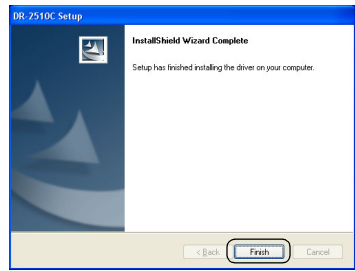 DR-2510C Setup
InstallShield Wizard Complete
Setup has finished installing the driver on your computer.
< Back
Finish
Cancel